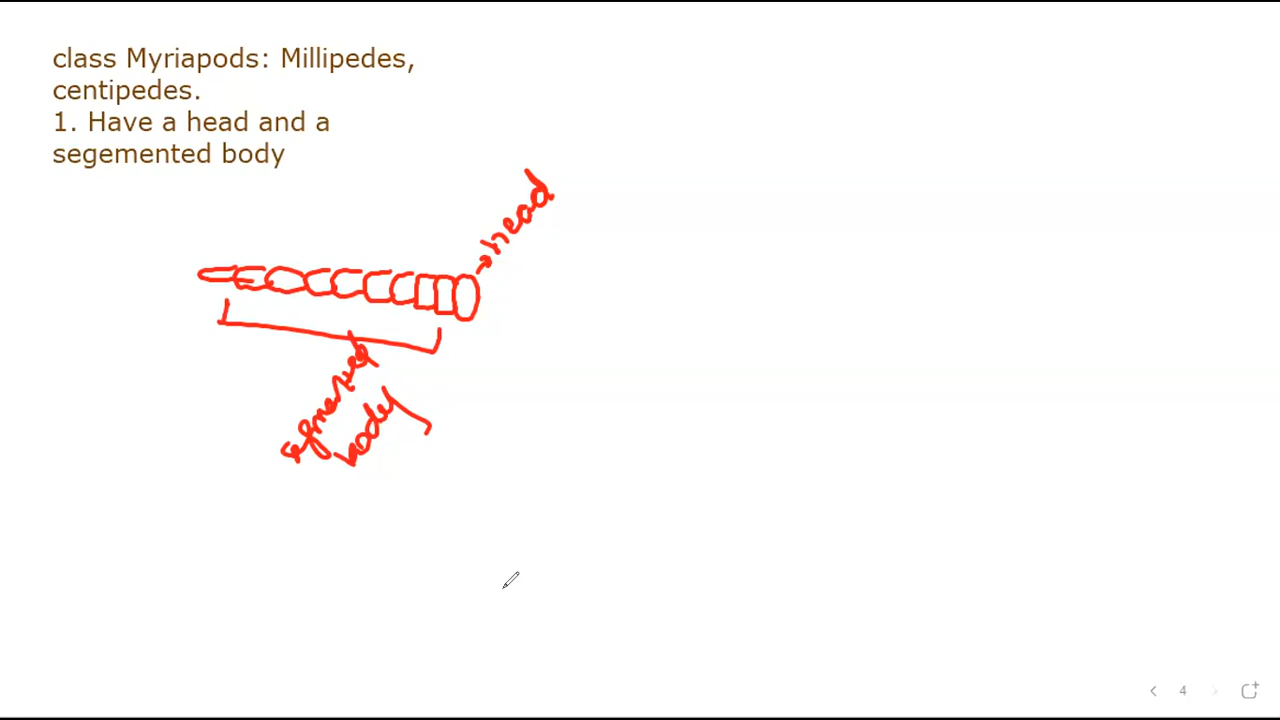 class Myriapods: Millipedes,
centipedes.
1. Have a head and a
segemented body
head
segmented
body
4